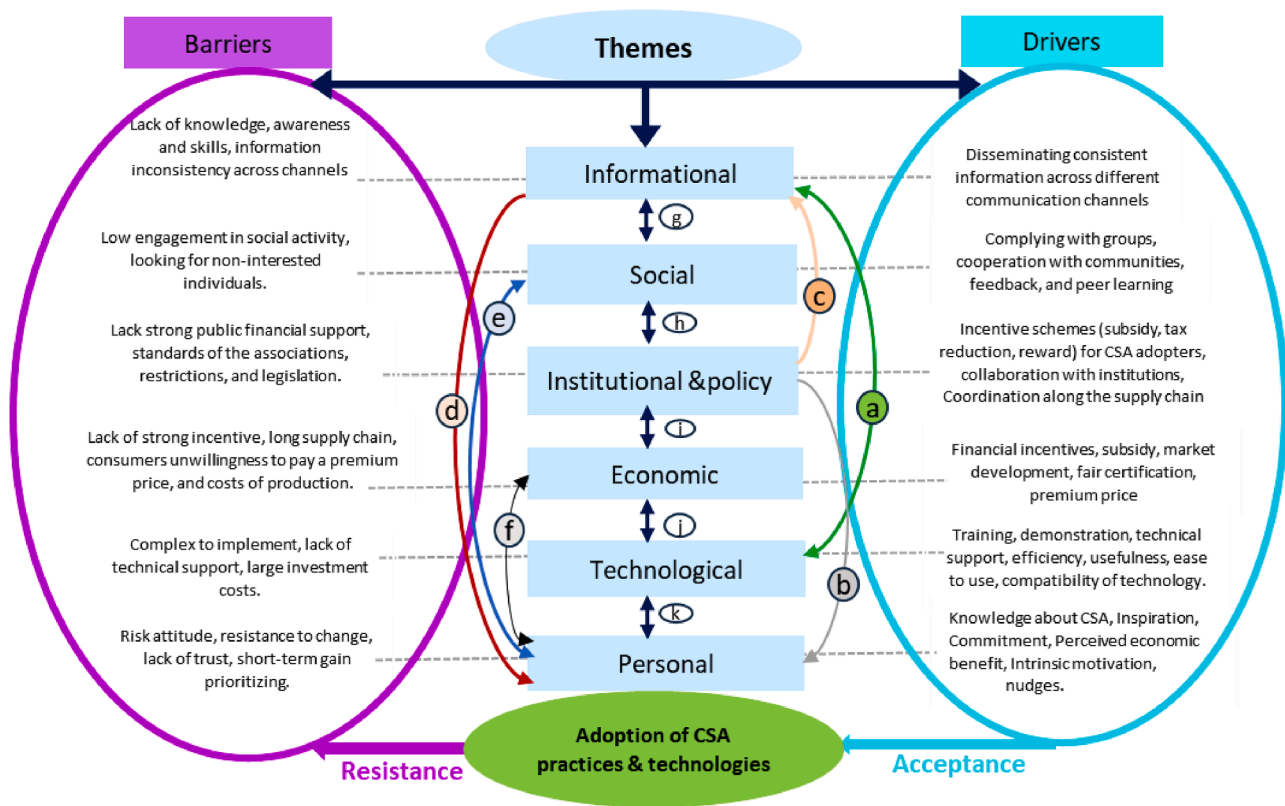 Barriers
Themes
Drivers
Lack of knowledge, awareness
and skills, information
inconsistency across channels
Informational
Disseminating consistent
information across different
communication channels
g
Low engagement in social activity,
looking for non-interested
individuals.
Social
Complying with groups,
cooperation with communities,
feedback, and peer learning
c
e
h
Lack strong public financial support,
standards of the associations,
restrictions, and legislation.
Institutional &policy
Incentive schemes (subsidy, tax
reduction, reward) for CSA adopters,
collaboration with institutions,
Coordination along the supply chain
d
a
i
Lack of strong incentive, long supply chain,
consumers unwillingness to pay a premium
price, and costs of production.
Economic
Financial incentives, subsidy, market
development, fair certification,
premium price
f
j
Complex to implement, lack of
technical support, large investment
costs.
Technological
Training, demonstration, technical
support, efficiency, usefulness, ease
to use, compatibility of technology.
b
k
Risk attitude, resistance to change,
lack of trust, short-term gain
prioritizing.
Personal
Knowledge about CSA, Inspiration,
Commitment, Perceived economic
benefit, Intrinsic motivation,
nudges.
Adoption of CSA
practices & technologies
Resistance
Acceptance